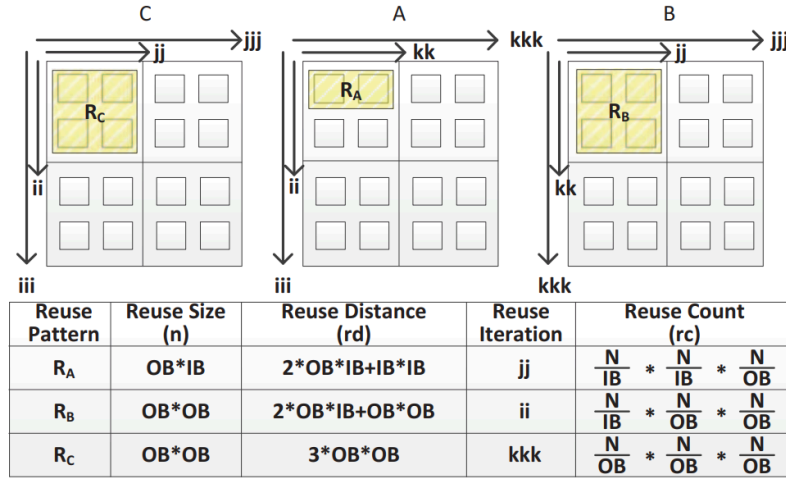 C A B
jjj kkk jjj
jj kk jj
R_C R_A R_B
ii ii kk
iii iii kkk
Reuse Pattern Reuse Size (n) Reuse Distance (rd) Reuse Iteration Reuse Count (rc)
R_A OB*IB 2*OB*IB+IB*IB jj N/IB * N/IB * N/OB
R_B OB*OB 2*OB*IB+OB*OB ii N/IB * N/OB * N/OB
R_C OB*OB 3*OB*OB kkk N/OB * N/OB * N/OB